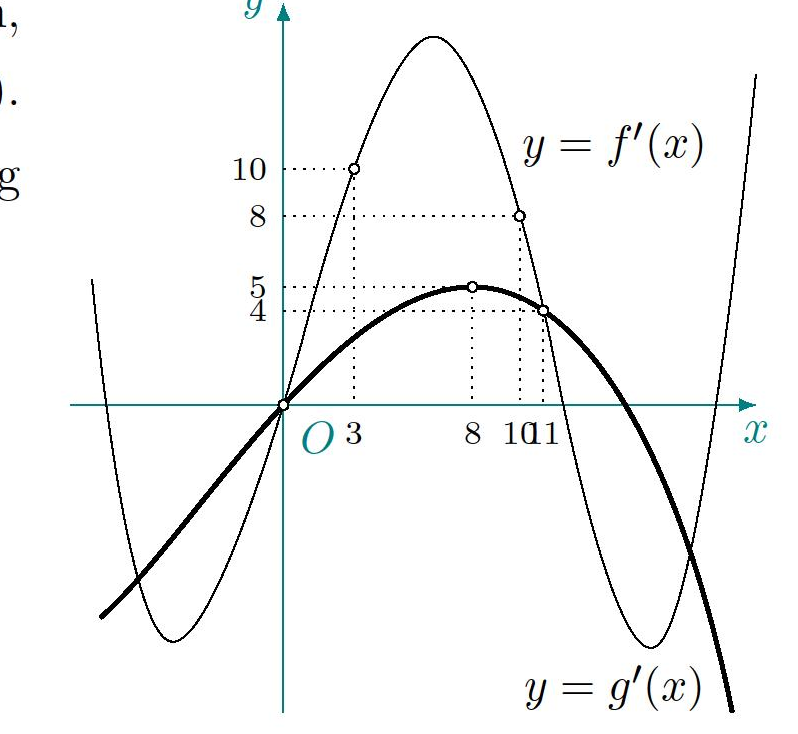 n,
y
).
y = f′(x)
10
g
8
5
4
O 3 8 10 11 x
y = g′(x)